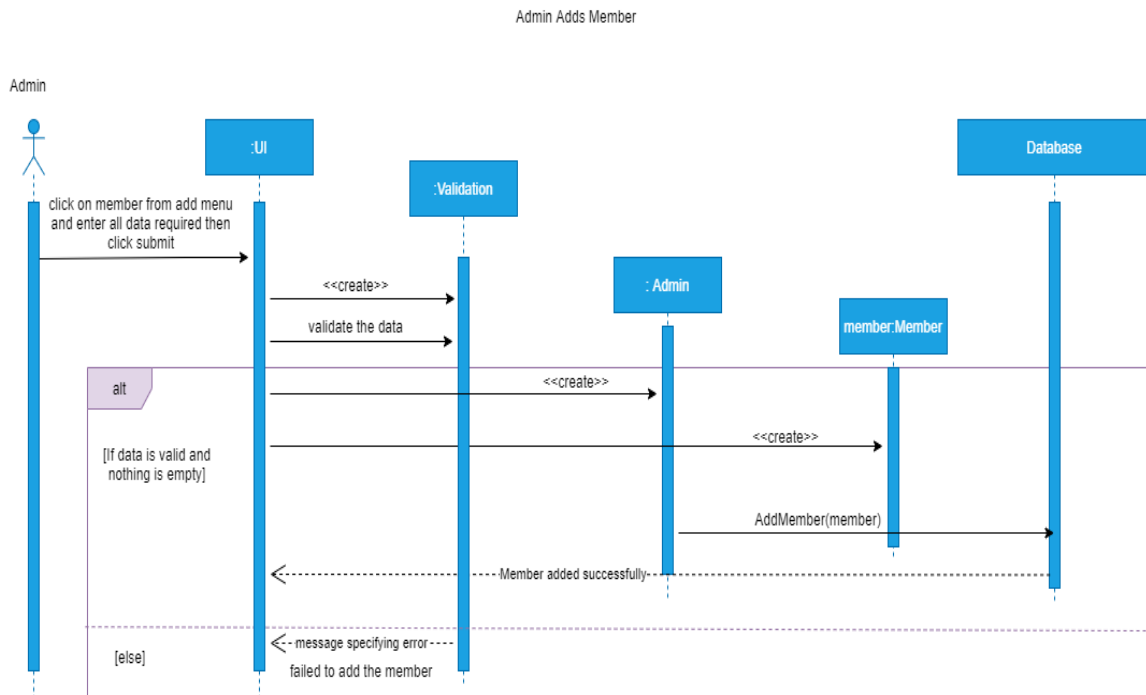 Admin Adds Member
Admin
:UI
Database
:Validation
click on member from add menu
and enter all data required then
click submit
: Admin
<<create>>
member:Member
validate the data
alt
<<create>>
<<create>>
[If data is valid and
nothing is empty]
AddMember(member)
Member added successfully
message specifying error
[else]
failed to add the member